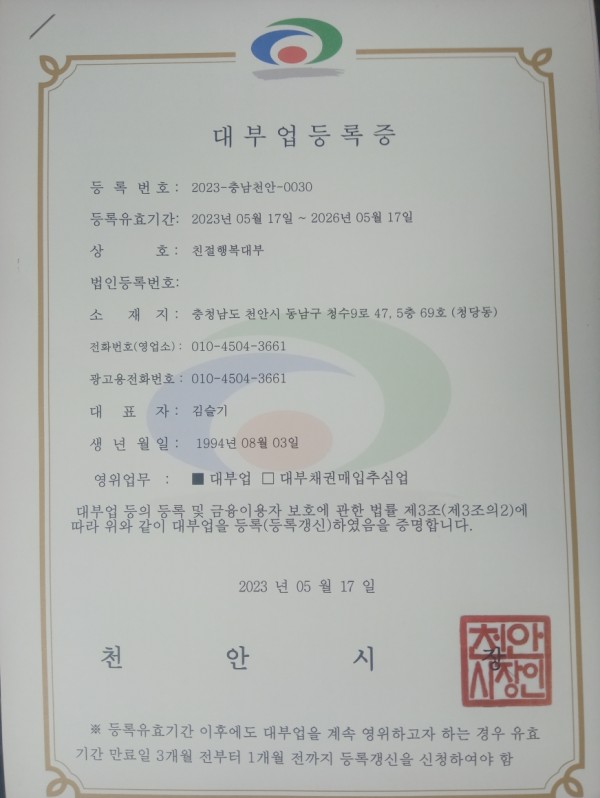 대부업등록증
등 록 번 호 : 2023-충남천안-0030
등록유효기간: 2023년 05월 17일 ~ 2026년 05월 17일
상 호 : 친절행복대부
법인등록번호:
소 재 지 : 충청남도 천안시 동남구 청수9로 47, 5층 69호 (청당동)
전화번호(영업소) : 010-4504-3661
광고용전화번호 : 010-4504-3661
대 표 자 : 김슬기
생 년 월 일 : 1994년 08월 03일
영위업무 : ■ 대부업 □ 대부채권매입추심업
대부업 등의 등록 및 금융이용자 보호에 관한 법률 제3조(제3조의2)에
따라 위와 같이 대부업을 등록(등록갱신)하였음을 증명합니다.
2023 년 05 월 17 일
천 안 시 장
천안
시장인
※ 등록유효기간 이후에도 대부업을 계속 영위하고자 하는 경우 유효
기간 만료일 3개월 전부터 1개월 전까지 등록갱신을 신청하여야 함